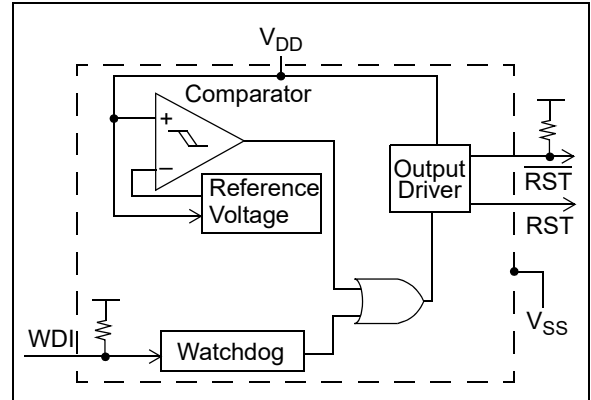 VDD
Comparator
+
–
Reference
Voltage
Output
Driver
RST
RST
VSS
WDI
Watchdog